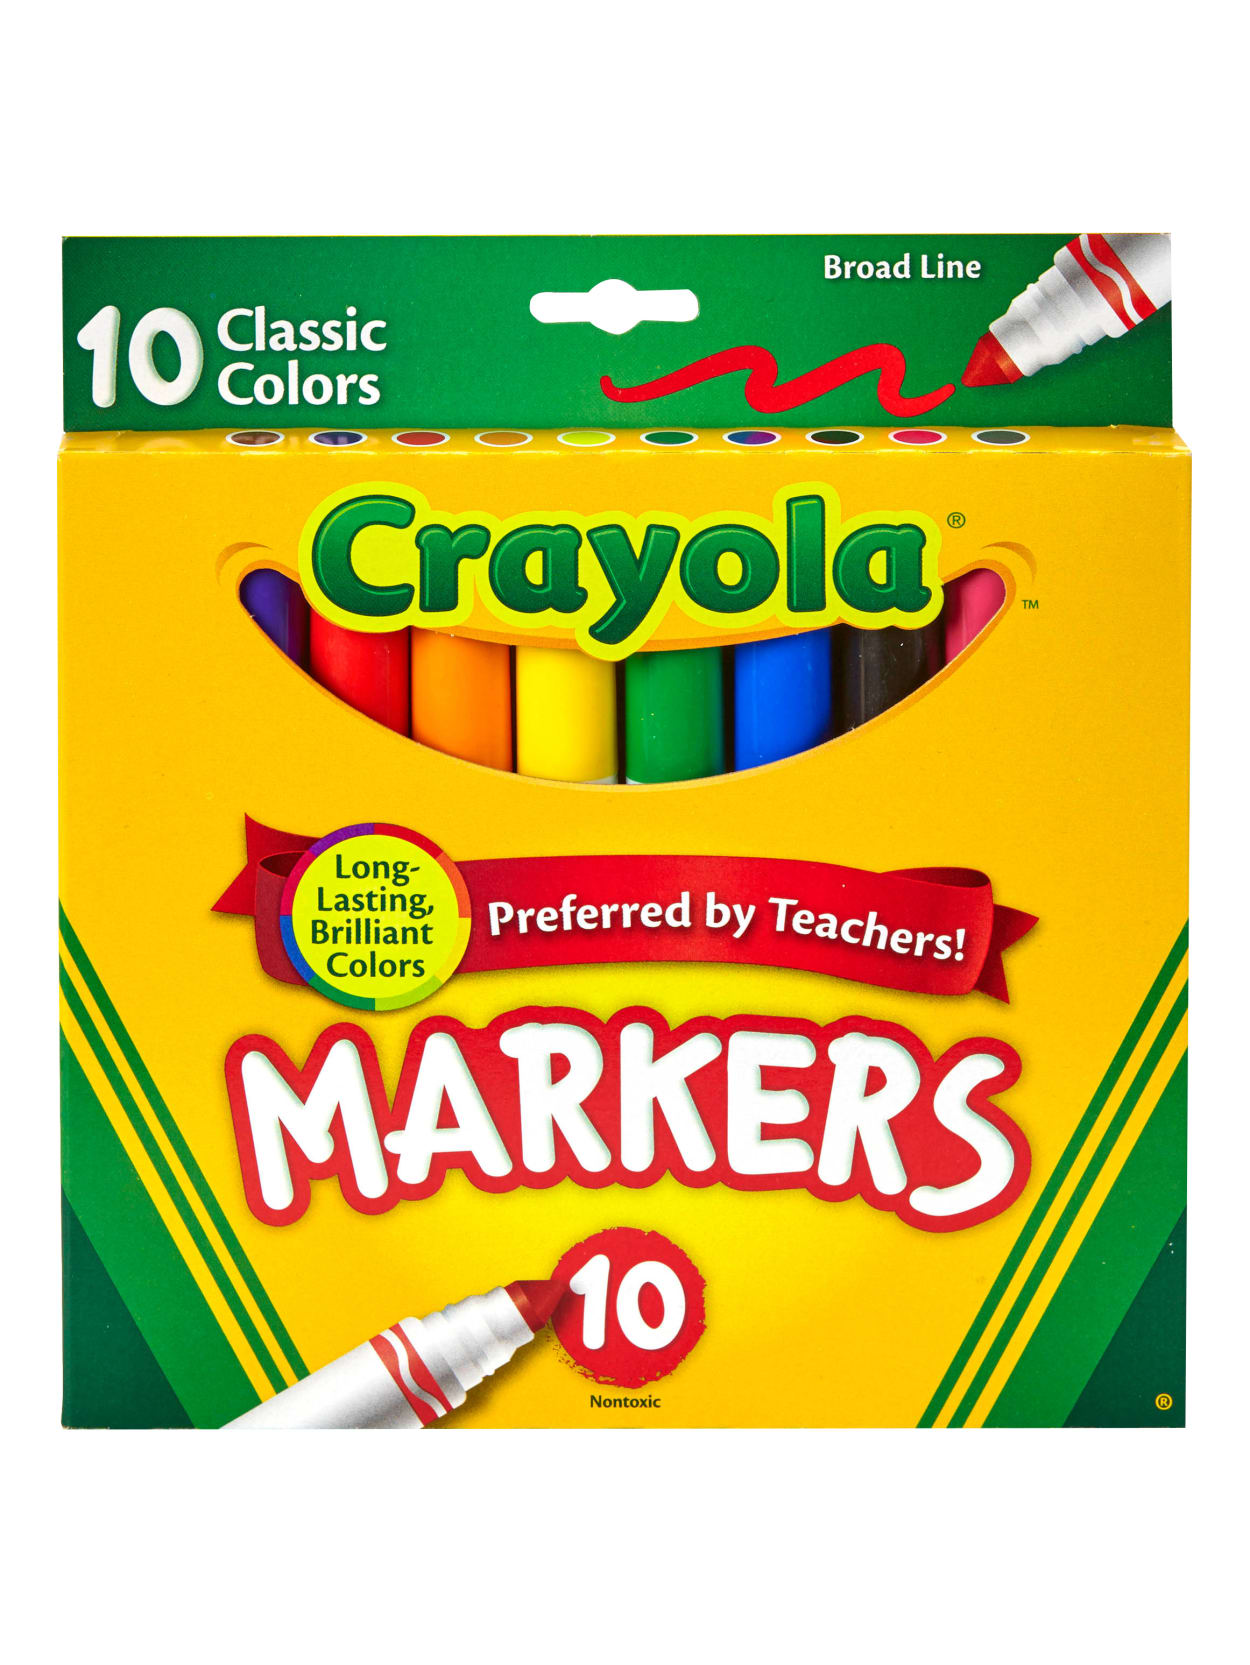 Broad Line
10 Classic
Colors
Crayola®
™
Long-
Lasting,
Brilliant
Colors
Preferred by Teachers!
MARKERS
10
Nontoxic
®